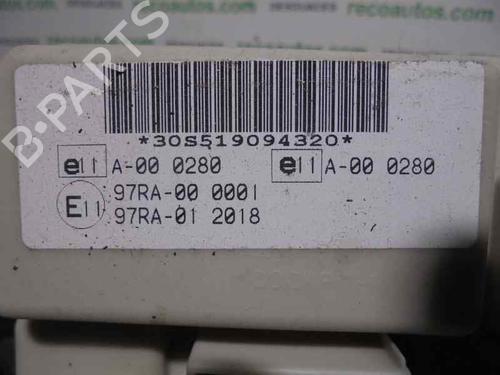 recoautos.com
*30S519094320*
e11 A-00 0280 e11 A-00 0280
E11 97RA-00 0001
97RA-01 2018
B-PARTS